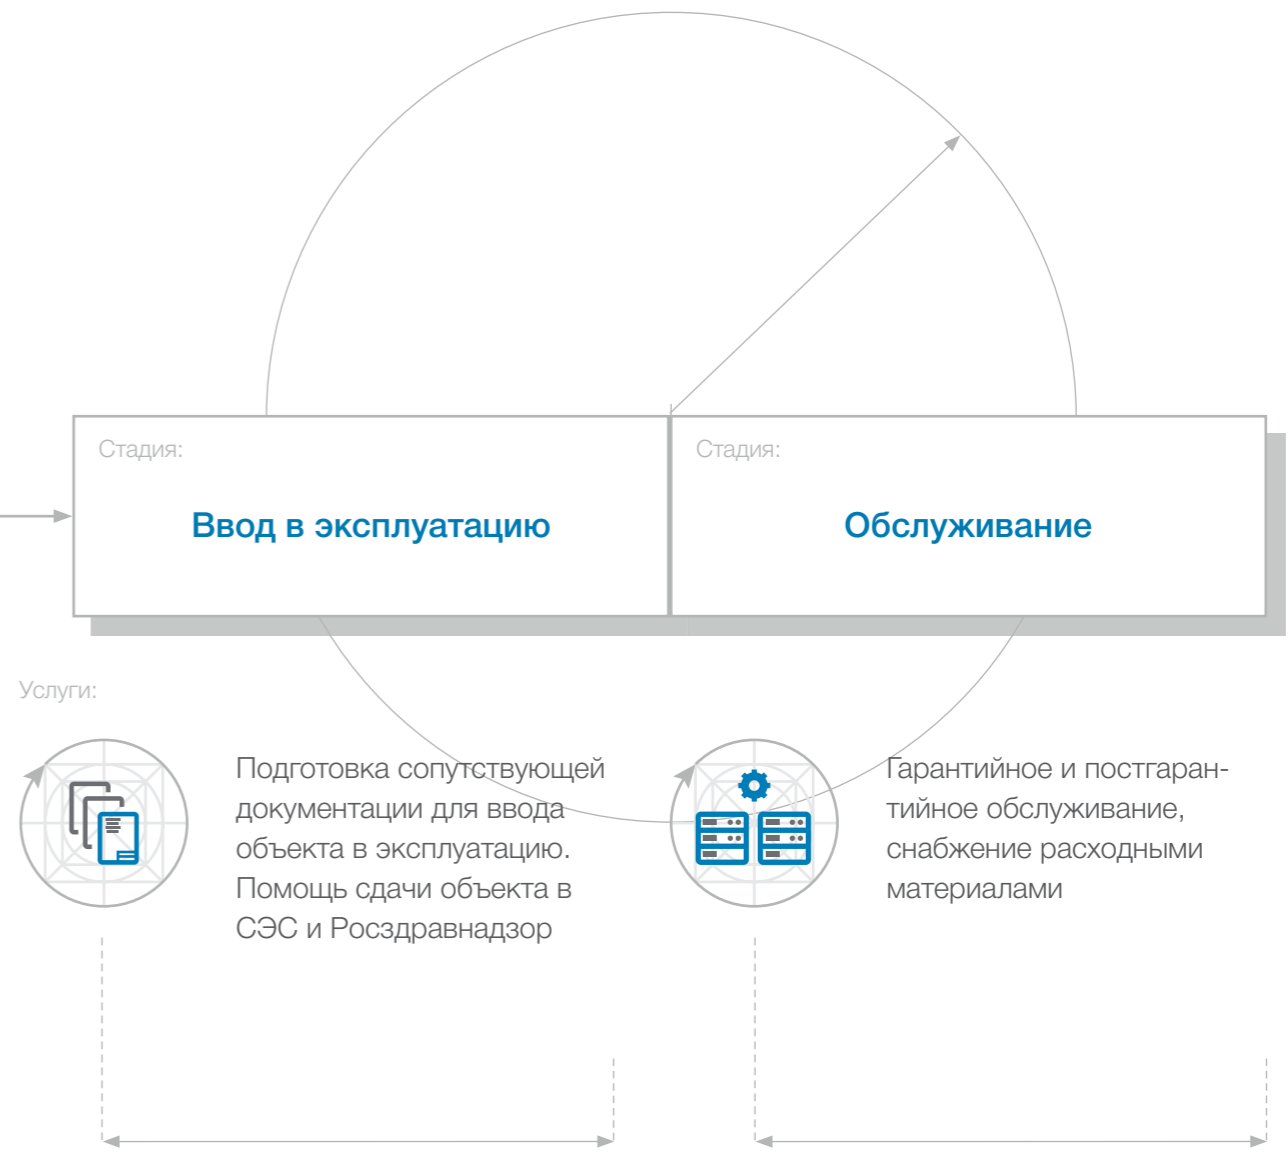 Стадия:
Ввод в эксплуатацию
Стадия:
Обслуживание
Услуги:
Подготовка сопутствующей
документации для ввода
объекта в эксплуатацию.
Помощь сдачи объекта в
СЭС и Росздравнадзор
Гарантийное и постгаран-
тийное обслуживание,
снабжение расходными
материалами